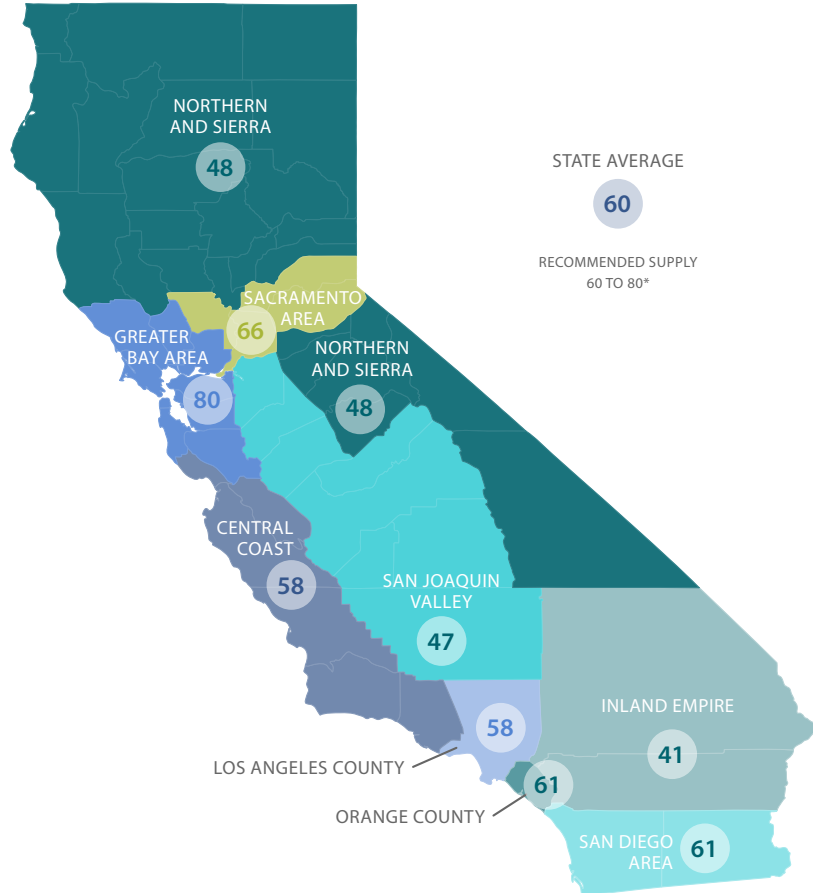 NORTHERN
AND SIERRA
48
STATE AVERAGE
60
RECOMMENDED SUPPLY
60 TO 80*
SACRAMENTO
AREA
66
GREATER
BAY AREA
80
NORTHERN
AND SIERRA
48
CENTRAL
COAST
58
SAN JOAQUIN
VALLEY
47
58
LOS ANGELES COUNTY
INLAND EMPIRE
41
61
ORANGE COUNTY
SAN DIEGO
AREA
61